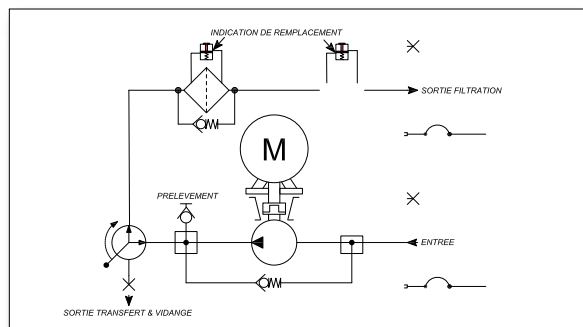 INDICATION DE REMPLACEMENT
SORTIE FILTRATION
M
PRELEVEMENT
ENTREE
SORTIE TRANSFERT & VIDANGE